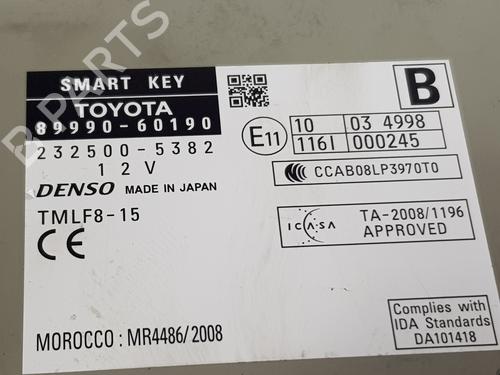 SMART KEY
TOYOTA
89990-60190
232500-5382
12V
DENSO MADE IN JAPAN
TMLF8-15
CE
MOROCCO : MR4486/2008
B
E11
10 03 4998
116I 000245
CCC CCAB08LP3970T0
ICASA TA-2008/1196
APPROVED
Complies with
IDA Standards
DA101418